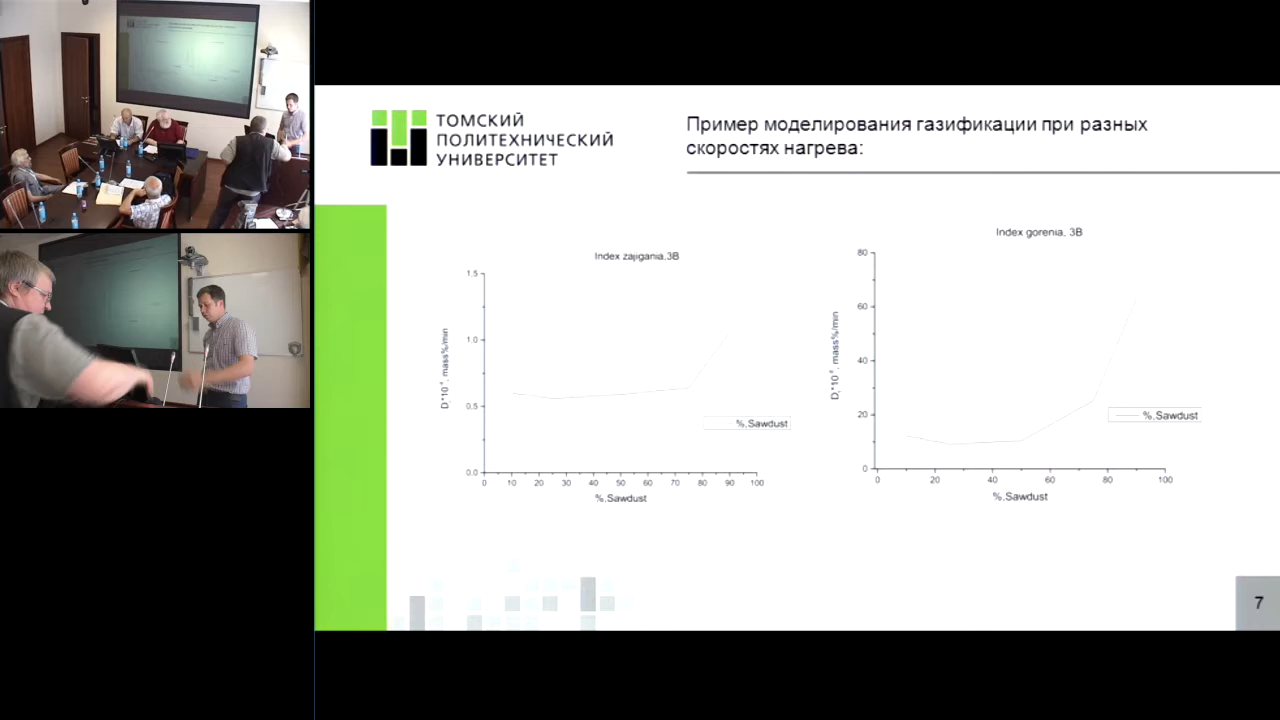 ТОМСКИЙ
ПОЛИТЕХНИЧЕСКИЙ
УНИВЕРСИТЕТ
Пример моделирования газификации при разных
скоростях нагрева:
Index zajigania,3B
1.5
1.0
0.5
0.0
0 10 20 30 40 50 60 70 80 90 100
%,Sawdust
%,Sawdust
Index gorenia, 3B
80
60
40
20
0
0 20 40 60 80 100
%,Sawdust
%,Sawdust
7